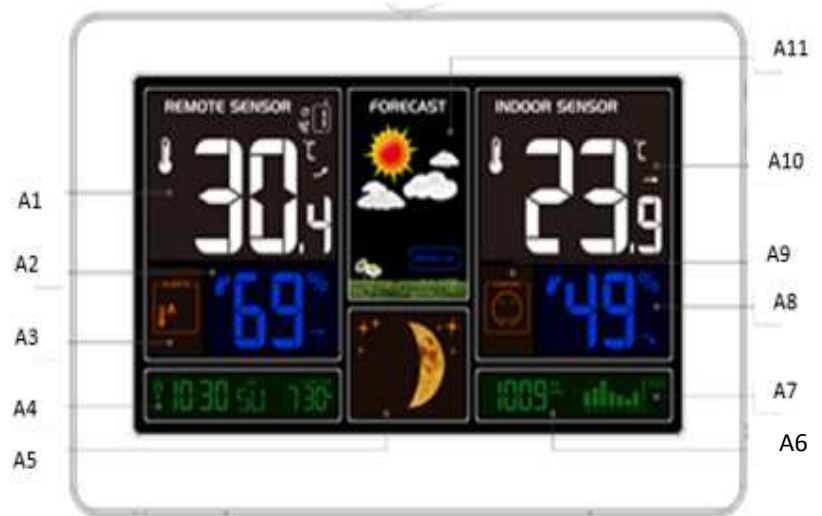 A11
REMOTE SENSOR
FORECAST
INDOOR SENSOR
℃
℃
A10
30.4
23.9
A1
A9
A2
69%
49%
A8
A3
10:30 SU 7 30
1009
A7
A4
A6
A5